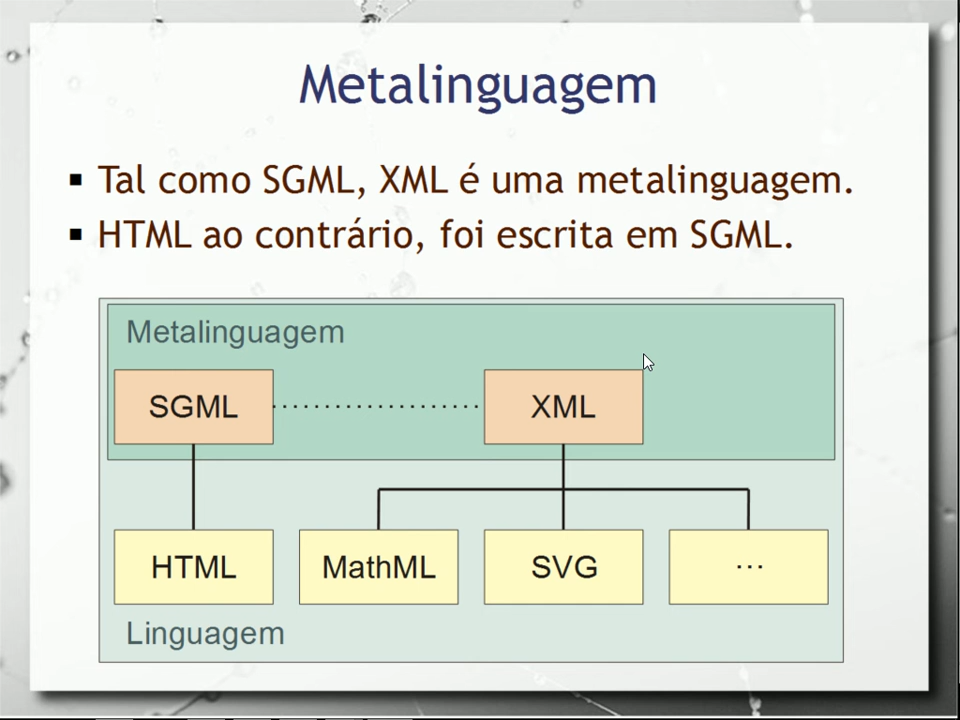 Metalinguagem
▪ Tal como SGML, XML é uma metalinguagem.
▪ HTML ao contrário, foi escrita em SGML.
Metalinguagem
SGML
XML
HTML
MathML
SVG
...
Linguagem